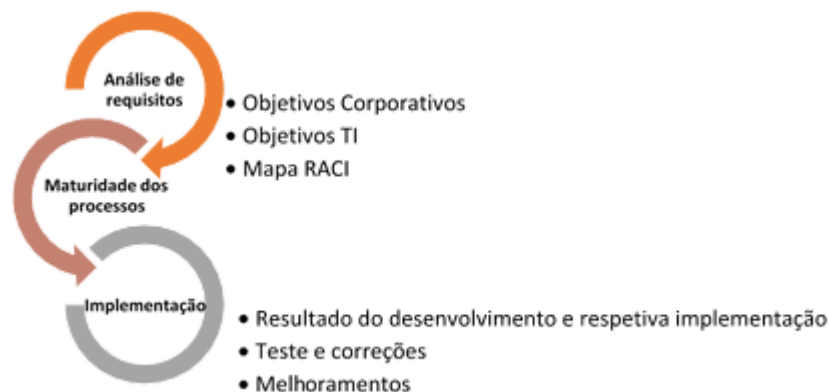 Análise de
requisitos
• Objetivos Corporativos
• Objetivos TI
• Mapa RACI
Maturidade dos
processos
Implementação
• Resultado do desenvolvimento e respetiva implementação
• Teste e correções
• Melhoramentos